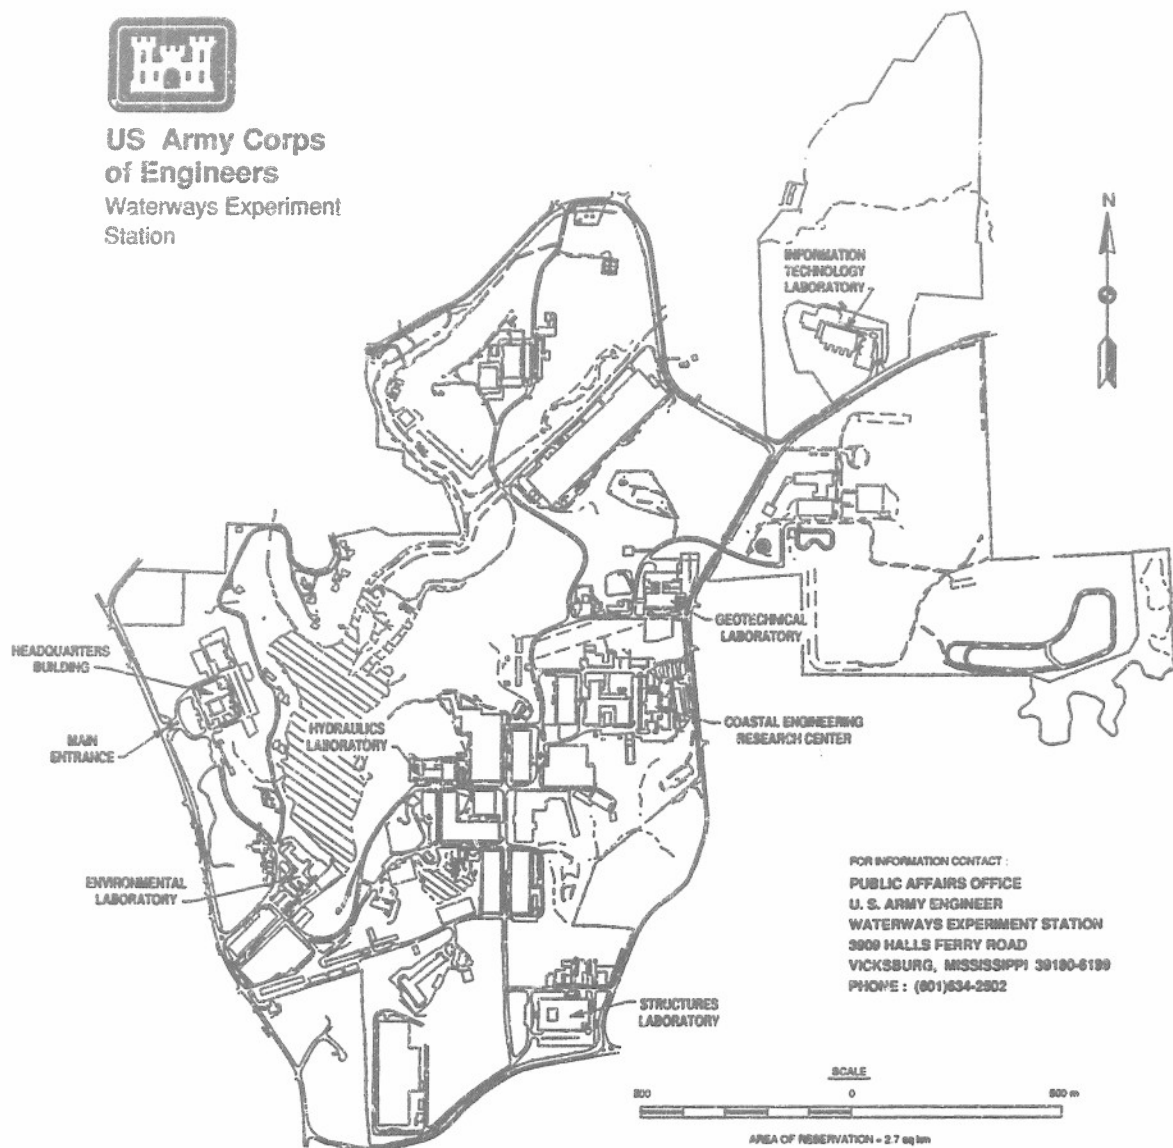 US Army Corps
of Engineers
Waterways Experiment
Station
N
INFORMATION
TECHNOLOGY
LABORATORY
HEADQUARTERS
BUILDING
MAIN
ENTRANCE
HYDRAULICS
LABORATORY
GEOTECHNICAL
LABORATORY
COASTAL ENGINEERING
RESEARCH CENTER
ENVIRONMENTAL
LABORATORY
STRUCTURES
LABORATORY
FOR INFORMATION CONTACT :
PUBLIC AFFAIRS OFFICE
U. S. ARMY ENGINEER
WATERWAYS EXPERIMENT STATION
3909 HALLS FERRY ROAD
VICKSBURG, MISSISSIPPI 39180-6199
PHONE : (601)634-2502
SCALE
500 0 500 m
AREA OF RESERVATION = 2.7 sq km